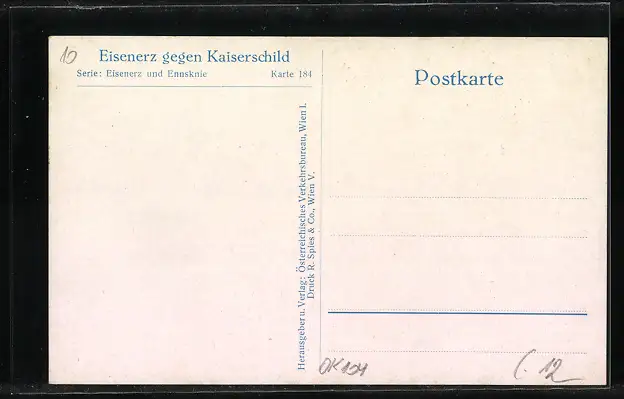 10
Eisenerz gegen Kaiserschild
Serie: Eisenerz und Ennsknie Karte 184
Postkarte
Herausgeber u. Verlag: Österreichisches Verkehrsbureau, Wien I.
Druck R. Spies & Co., Wien V.
12